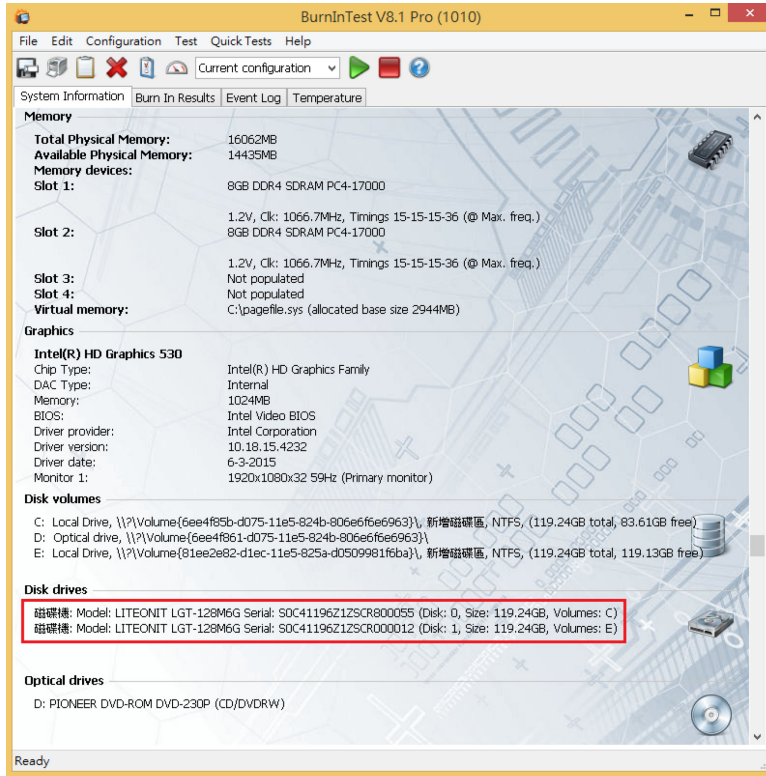 BurnInTest V8.1 Pro (1010)
File Edit Configuration Test Quick Tests Help
Current configuration
System Information Burn In Results Event Log Temperature
Memory
Total Physical Memory: 16062MB
Available Physical Memory: 14435MB
Memory devices:
Slot 1: 8GB DDR4 SDRAM PC4-17000
1.2V, Clk: 1066.7MHz, Timings 15-15-15-36 (@ Max. freq.)
Slot 2: 8GB DDR4 SDRAM PC4-17000
1.2V, Clk: 1066.7MHz, Timings 15-15-15-36 (@ Max. freq.)
Slot 3: Not populated
Slot 4: Not populated
Virtual memory: C:\pagefile.sys (allocated base size 2944MB)
Graphics
Intel(R) HD Graphics 530
Chip Type: Intel(R) HD Graphics Family
DAC Type: Internal
Memory: 1024MB
BIOS: Intel Video BIOS
Driver provider: Intel Corporation
Driver version: 10.18.15.4232
Driver date: 6-3-2015
Monitor 1: 1920x1080x32 59Hz (Primary monitor)
Disk volumes
C: Local Drive, \\?\Volume{6ee4f85b-d075-11e5-824b-806e6f6e6963}\, 新增磁碟區, NTFS, (119.24GB total, 83.61GB free)
D: Optical drive, \\?\Volume{6ee4f861-d075-11e5-824b-806e6f6e6963}\
E: Local Drive, \\?\Volume{81ee2e82-d1ec-11e5-825a-d0509981f6ba}\, 新增磁碟區, NTFS, (119.24GB total, 119.13GB free)
Disk drives
磁碟機: Model: LITEONIT LGT-128M6G Serial: S0C41196Z1ZSCR800055 (Disk: 0, Size: 119.24GB, Volumes: C)
磁碟機: Model: LITEONIT LGT-128M6G Serial: S0C41196Z1ZSCR000012 (Disk: 1, Size: 119.24GB, Volumes: E)
Optical drives
D: PIONEER DVD-ROM DVD-230P (CD/DVDRW)
Ready